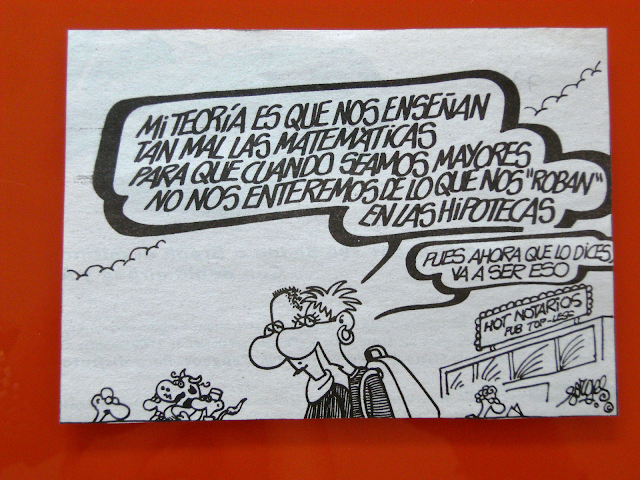 MI TEORÍA ES QUE NOS ENSEÑAN
TAN MAL LAS MATEMÁTICAS
PARA QUE CUANDO SEAMOS MAYORES
NO NOS ENTEREMOS DE LO QUE NOS "ROBAN"
EN LAS HIPOTECAS
PUES AHORA QUE LO DICES,
VA A SER ESO
HOT NOTARIOS
PUB TOP-LESS
Forges
©